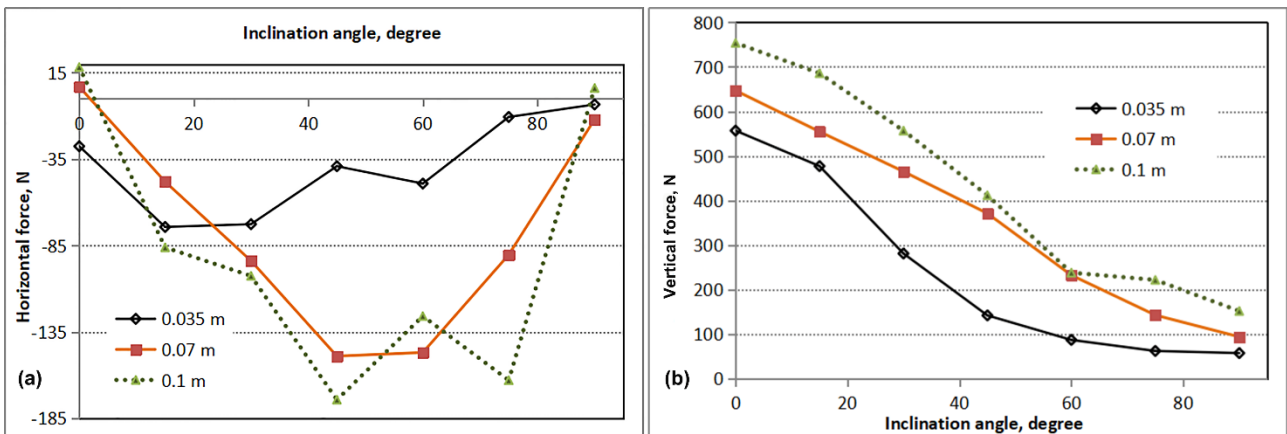 Inclination angle, degree
15
0
20
40
60
80
-35
-85
-135
-185
Horizontal force, N
0.035 m
0.07 m
0.1 m
(a)
800
700
600
500
400
300
200
100
0
Vertical force, N
0.035 m
0.07 m
0.1 m
(b)
0
20
40
60
80
Inclination angle, degree